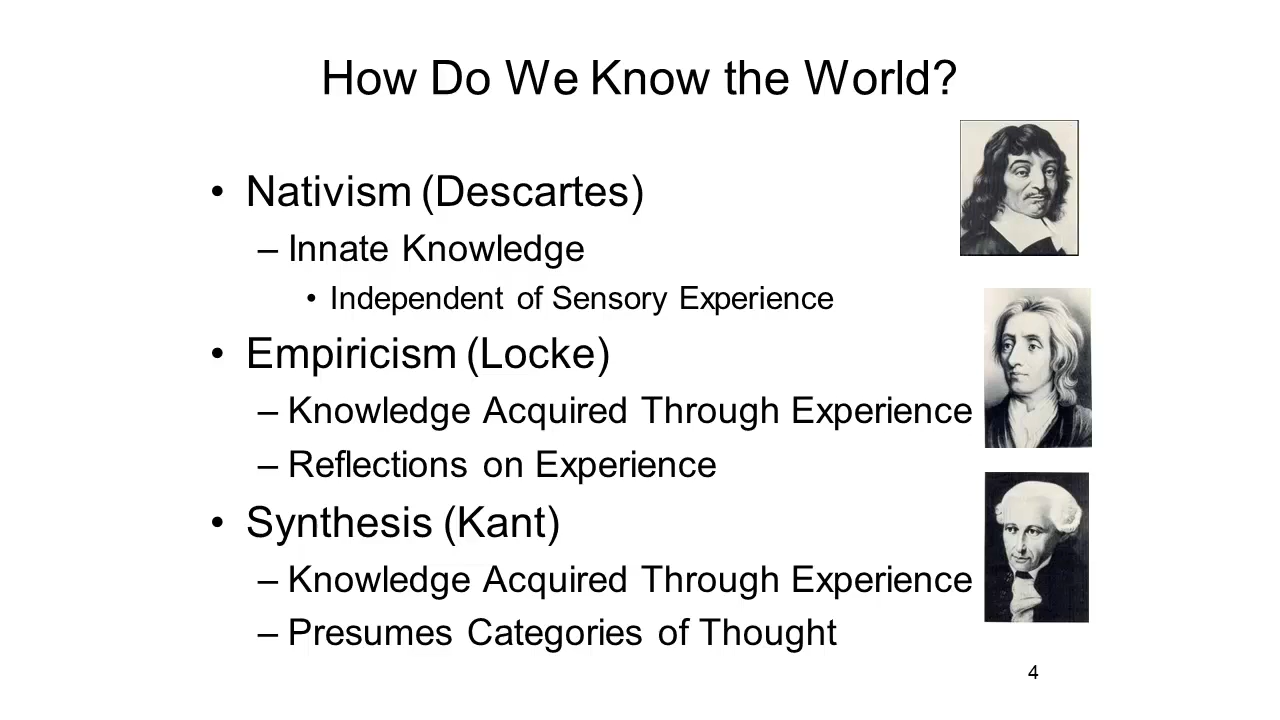 How Do We Know the World?
• Nativism (Descartes)
– Innate Knowledge
• Independent of Sensory Experience
• Empiricism (Locke)
– Knowledge Acquired Through Experience
– Reflections on Experience
• Synthesis (Kant)
– Knowledge Acquired Through Experience
– Presumes Categories of Thought
4